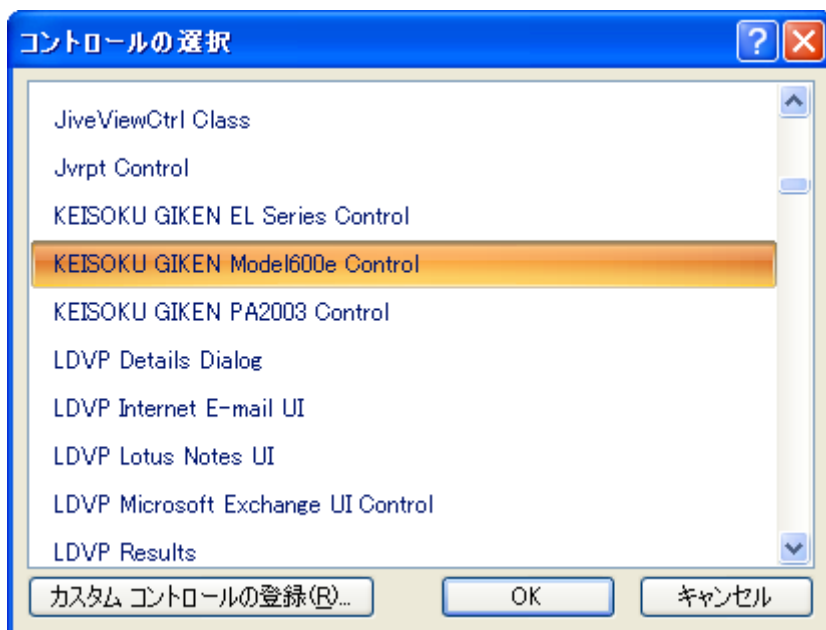 コントロールの選択
JiveViewCtrl Class
Jvrpt Control
KEISOKU GIKEN EL Series Control
KEISOKU GIKEN Model600e Control
KEISOKU GIKEN PA2003 Control
LDVP Details Dialog
LDVP Internet E-mail UI
LDVP Lotus Notes UI
LDVP Microsoft Exchange UI Control
LDVP Results
カスタム コントロールの登録(R)... OK キャンセル